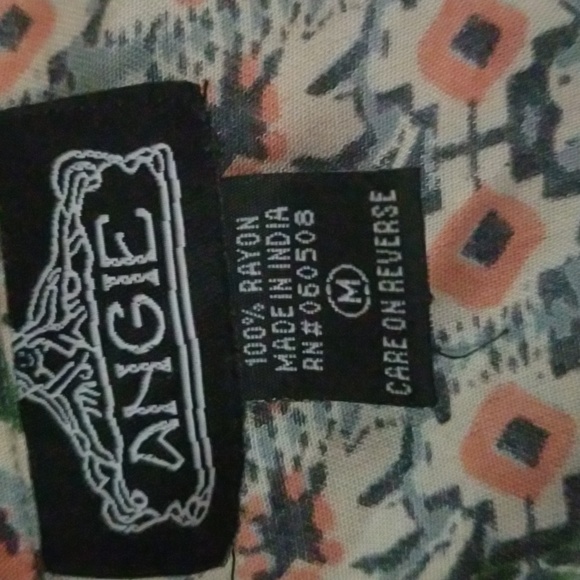 ANGIE
100% RAYON
MADE IN INDIA
RN#060508
M
CARE ON REVERSE